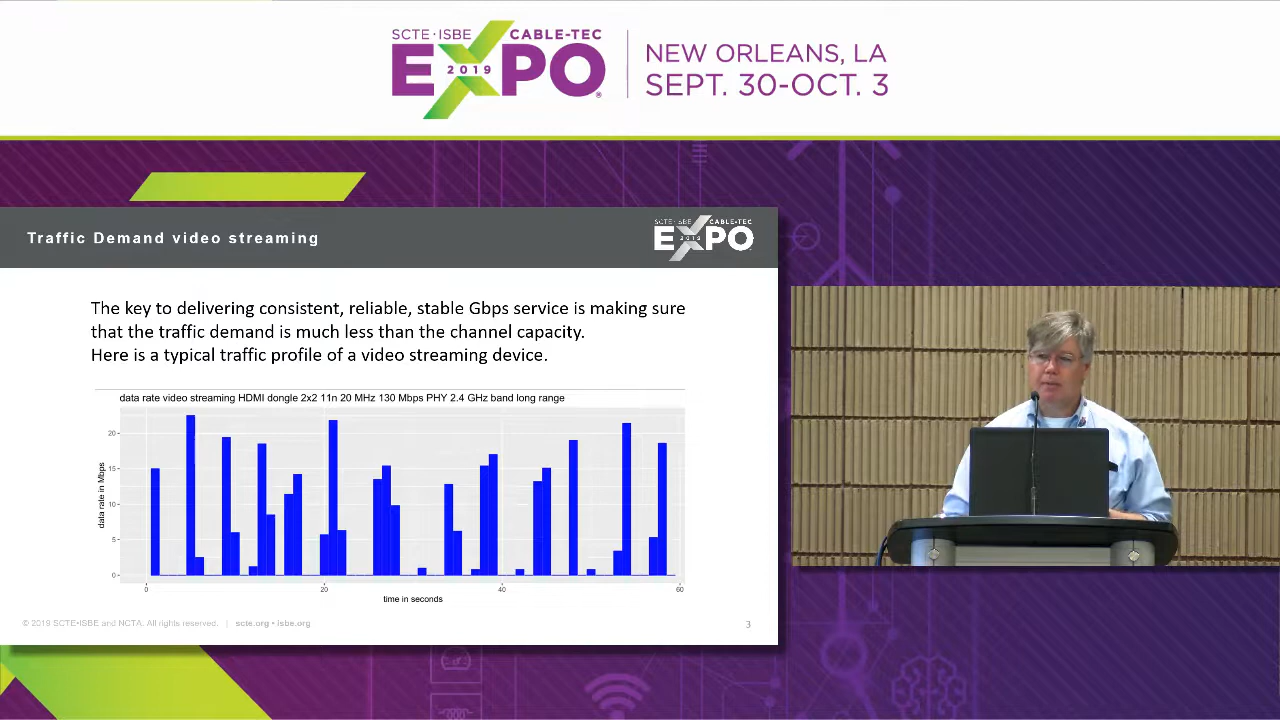 SCTE•ISBE CABLE-TEC
EXPO
2019
NEW ORLEANS, LA
SEPT. 30-OCT. 3
Traffic Demand video streaming
SCTE•ISBE CABLE-TEC
EXPO
2019
The key to delivering consistent, reliable, stable Gbps service is making sure
that the traffic demand is much less than the channel capacity.
Here is a typical traffic profile of a video streaming device.
data rate video streaming HDMI dongle 2x2 11n 20 MHz 130 Mbps PHY 2.4 GHz band long range
data rate in Mbps
20
15
10
5
0
0 20 40 60
time in seconds
© 2019 SCTE•ISBE and NCTA. All rights reserved. | scte.org • isbe.org
3